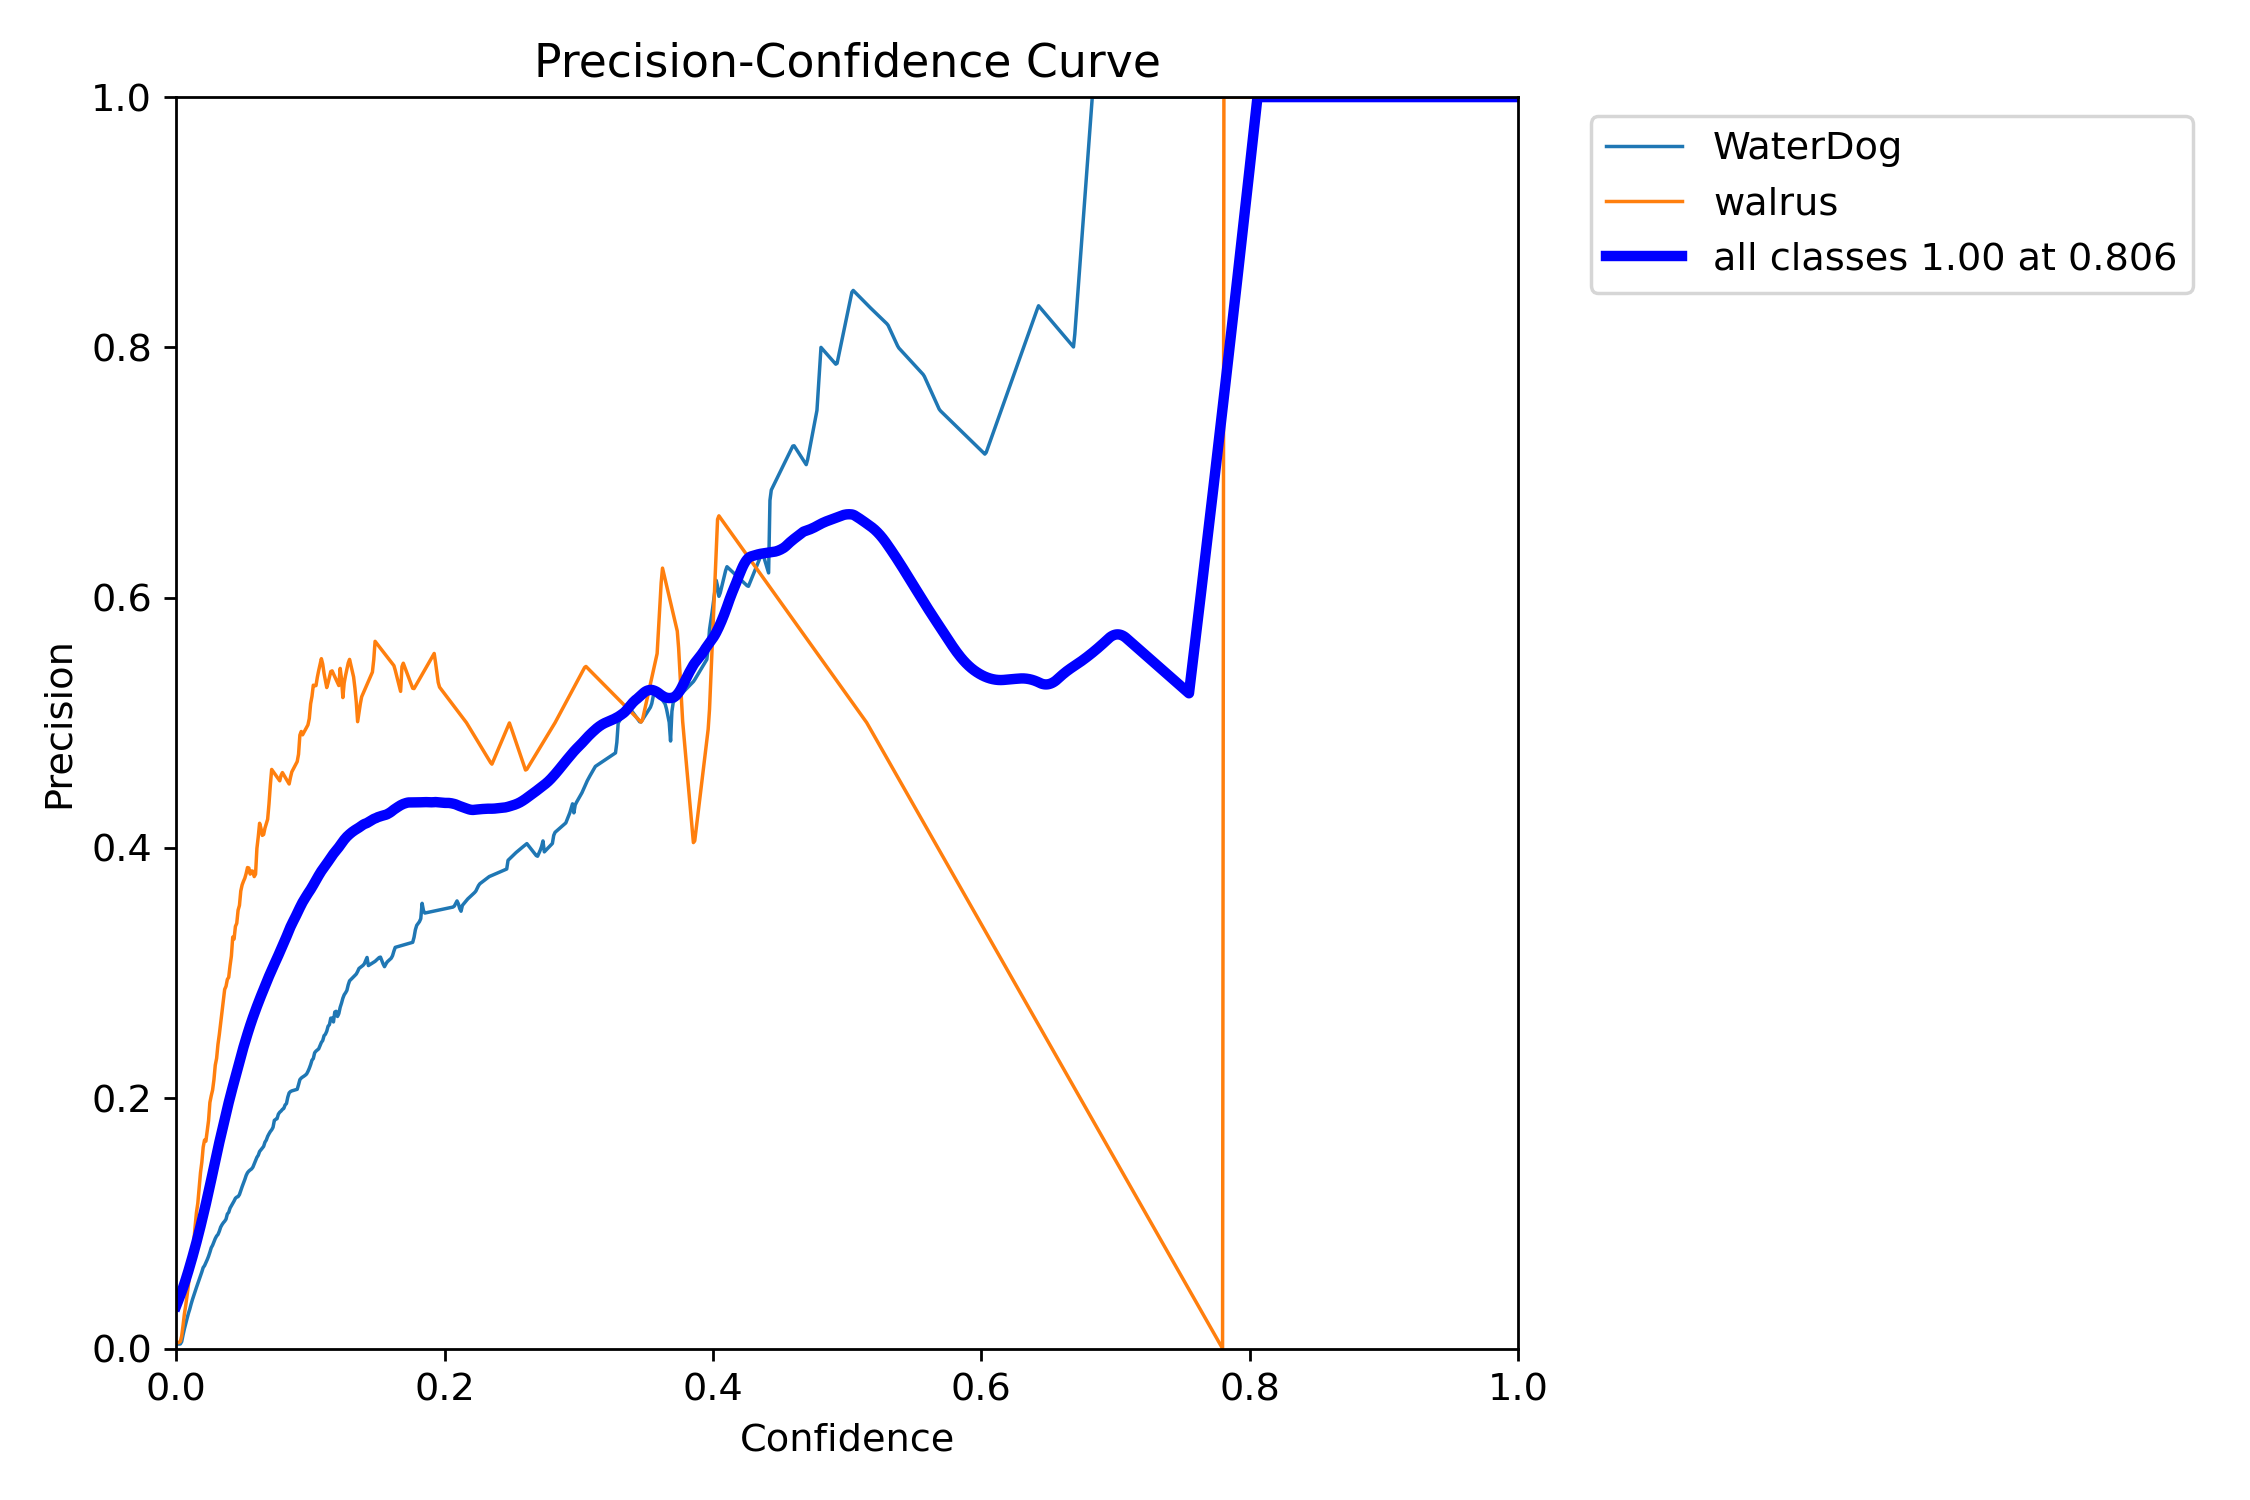 Precision-Confidence Curve
1.0
0.8
0.6
0.4
0.2
0.0
Precision
0.0 0.2 0.4 0.6 0.8 1.0
Confidence
WaterDog
walrus
all classes 1.00 at 0.806